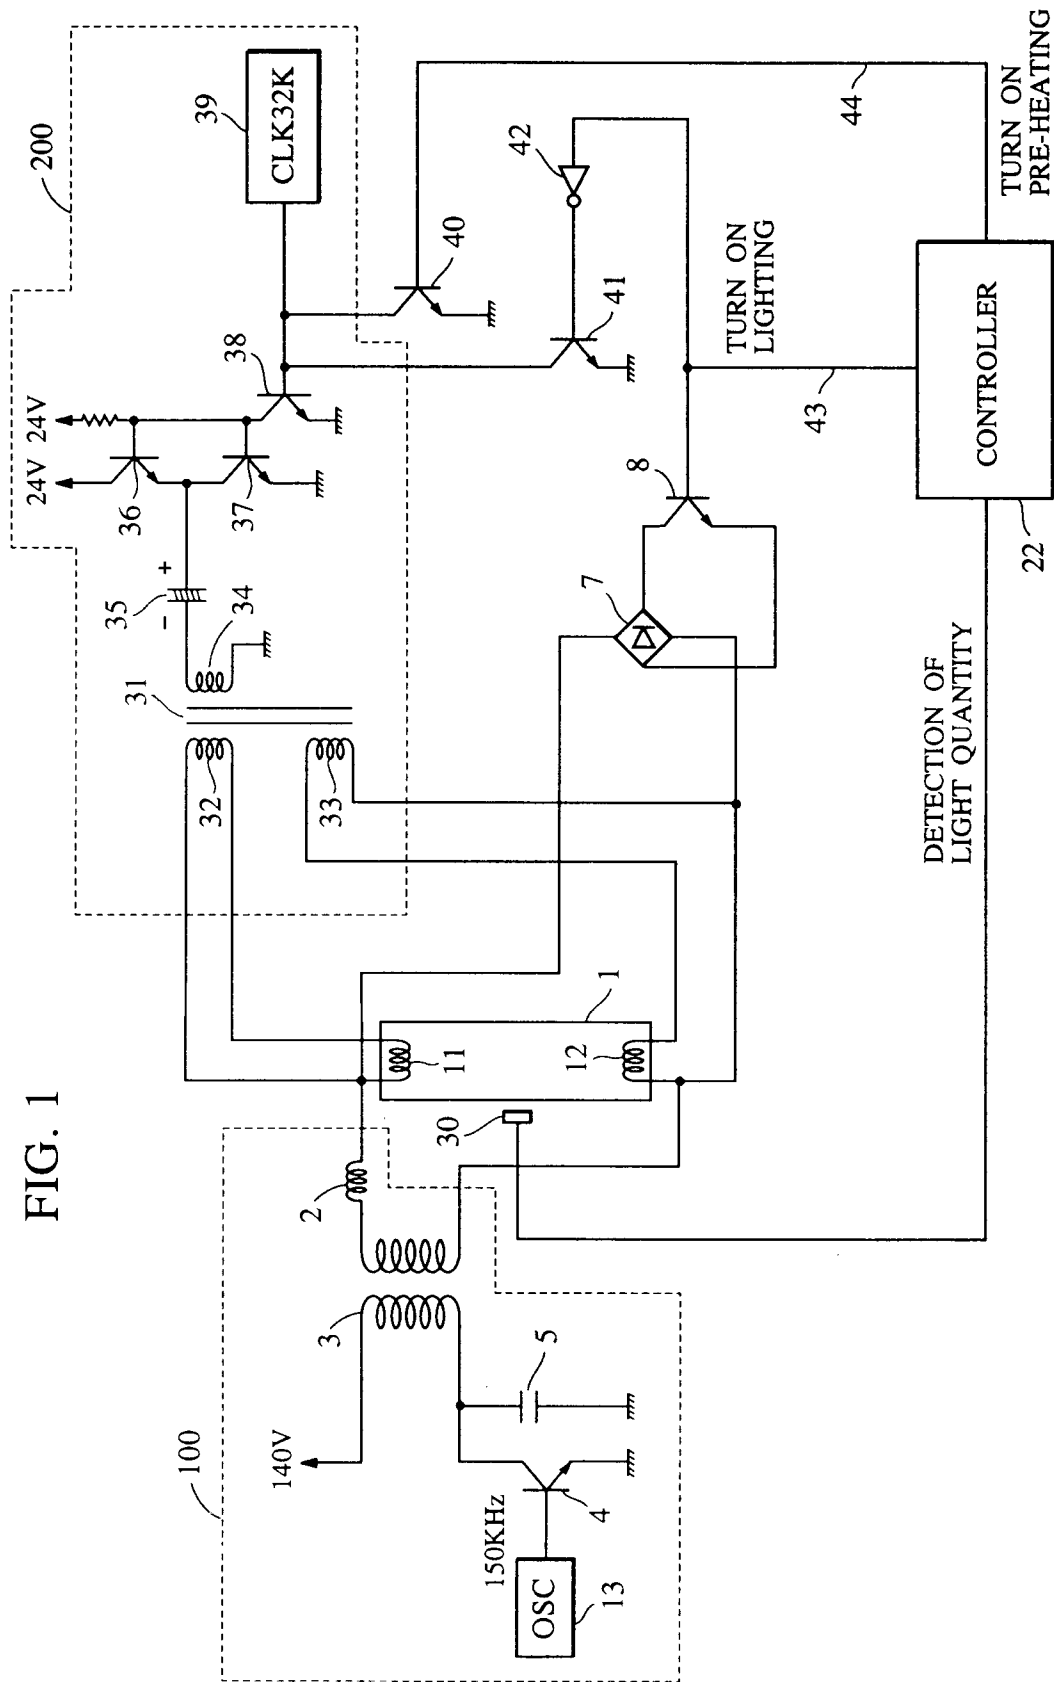 FIG. 1
100
140V
3
2
5
150KHz
4
OSC
13
200
24V
24V
36
37
38
39
CLK32K
35
−
+
34
31
32
33
40
41
42
44
30
11
12
1
7
8
TURN ON
LIGHTING
43
TURN ON
PRE-HEATING
CONTROLLER
22
DETECTION OF
LIGHT QUANTITY